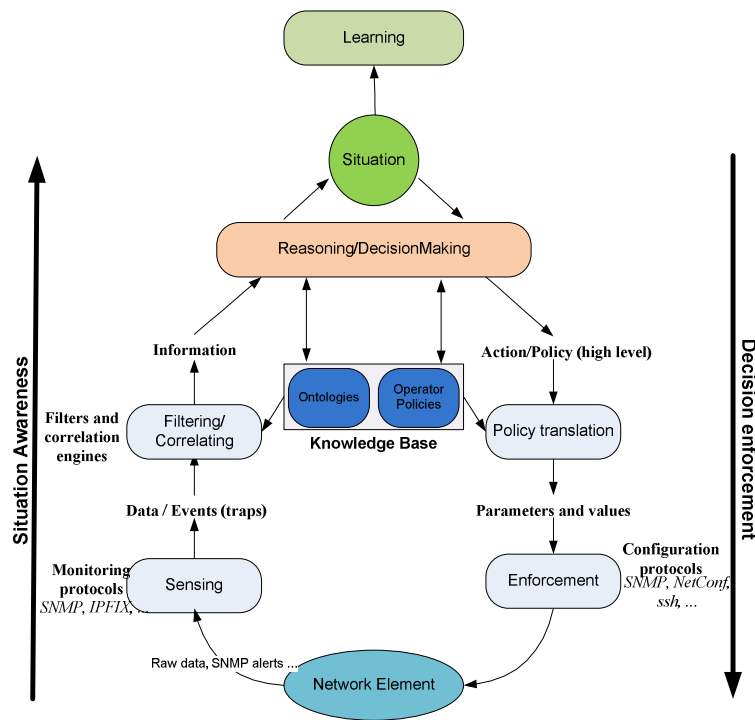 Learning
Situation
Reasoning/DecisionMaking
Information
Action/Policy (high level)
Ontologies
Operator
Policies
Knowledge Base
Filters and
correlation
engines
Filtering/
Correlating
Policy translation
Data / Events (traps)
Parameters and values
Monitoring
protocols
SNMP, IPFIX, ...
Sensing
Enforcement
Configuration
protocols
SNMP, NetConf,
ssh, ...
Raw data, SNMP alerts ...
Network Element
Situation Awareness
Decision enforcement